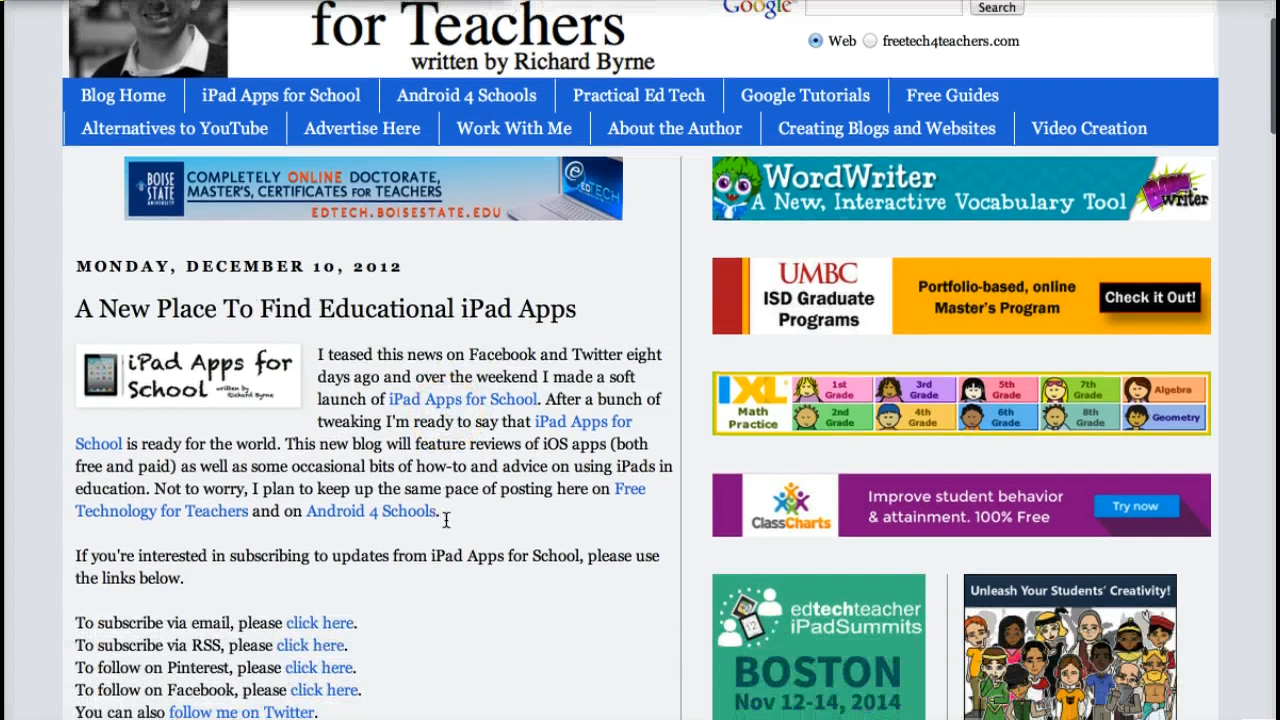 for Teachers
written by Richard Byrne
Google
Search
Web
freetech4teachers.com
Blog Home
iPad Apps for School
Android 4 Schools
Practical Ed Tech
Google Tutorials
Free Guides
Alternatives to YouTube
Advertise Here
Work With Me
About the Author
Creating Blogs and Websites
Video Creation
BOISE
STATE
UNIVERSITY
COMPLETELY ONLINE DOCTORATE,
MASTER'S, CERTIFICATES FOR TEACHERS
EDTECH.BOISESTATE.EDU
EDTECH
MONDAY, DECEMBER 10, 2012
A New Place To Find Educational iPad Apps
iPad Apps for
School written by
Richard Byrne
I teased this news on Facebook and Twitter eight
days ago and over the weekend I made a soft
launch of iPad Apps for School. After a bunch of
tweaking I'm ready to say that iPad Apps for
School is ready for the world. This new blog will feature reviews of iOS apps (both
free and paid) as well as some occasional bits of how-to and advice on using iPads in
education. Not to worry, I plan to keep up the same pace of posting here on Free
Technology for Teachers and on Android 4 Schools.
If you're interested in subscribing to updates from iPad Apps for School, please use
the links below.
To subscribe via email, please click here.
To subscribe via RSS, please click here.
To follow on Pinterest, please click here.
To follow on Facebook, please click here.
You can also follow me on Twitter.
WordWriter
A New, Interactive Vocabulary Tool
writer
UMBC
ISD Graduate
Programs
Portfolio-based, online
Master's Program
Check it Out!
IXL
Math
Practice
1st
Grade
3rd
Grade
5th
Grade
7th
Grade
Algebra
2nd
Grade
4th
Grade
6th
Grade
8th
Grade
Geometry
ClassCharts
Improve student behavior
& attainment. 100% Free
Try now
edtechteacher
iPadSummits
BOSTON
Nov 12-14, 2014
Unleash Your Students' Creativity!